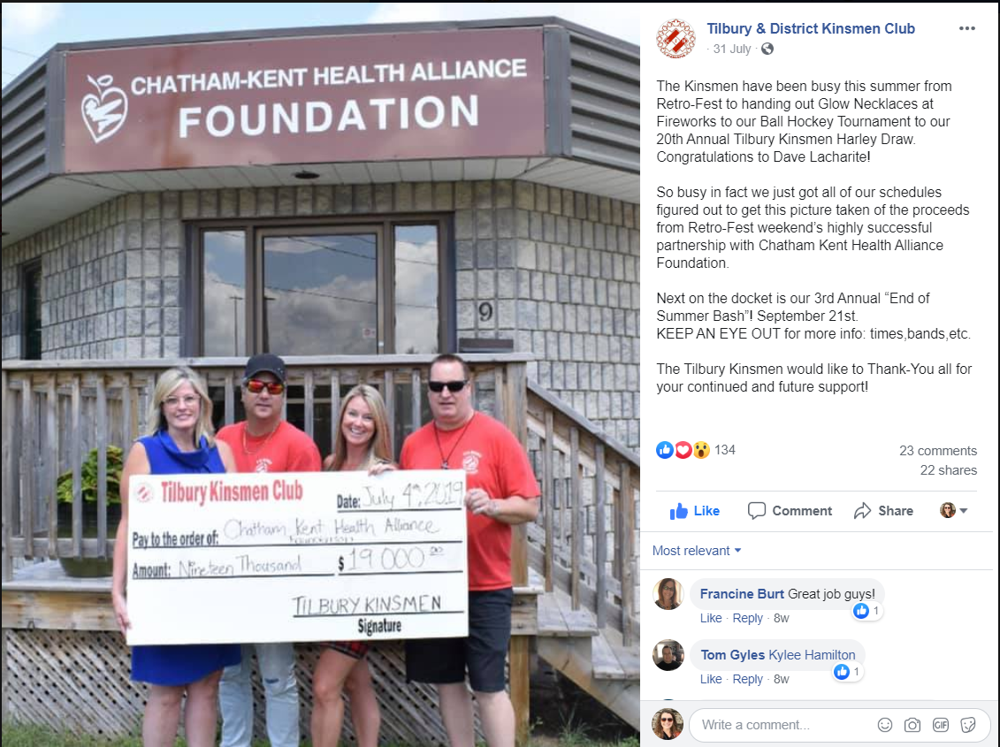 CHATHAM-KENT HEALTH ALLIANCE
FOUNDATION
9
Tilbury Kinsmen Club
Date: July 4th, 2019
Pay to the order of: Chatham Kent Health Alliance
Foundation
Amount: Nineteen Thousand $ 19 000 00
TILBURY KINSMEN
Signature
Tilbury & District Kinsmen Club
31 July
The Kinsmen have been busy this summer from
Retro-Fest to handing out Glow Necklaces at
Fireworks to our Ball Hockey Tournament to our
20th Annual Tilbury Kinsmen Harley Draw.
Congratulations to Dave Lacharite!
So busy in fact we just got all of our schedules
figured out to get this picture taken of the proceeds
from Retro-Fest weekend’s highly successful
partnership with Chatham Kent Health Alliance
Foundation.
Next on the docket is our 3rd Annual “End of
Summer Bash”! September 21st.
KEEP AN EYE OUT for more info: times,bands,etc.
The Tilbury Kinsmen would like to Thank-You all for
your continued and future support!
134
23 comments
22 shares
Like Comment Share
Most relevant
Francine Burt Great job guys!
1
Like · Reply · 8w
Tom Gyles Kylee Hamilton
1
Like · Reply · 8w
Write a comment...
GIF